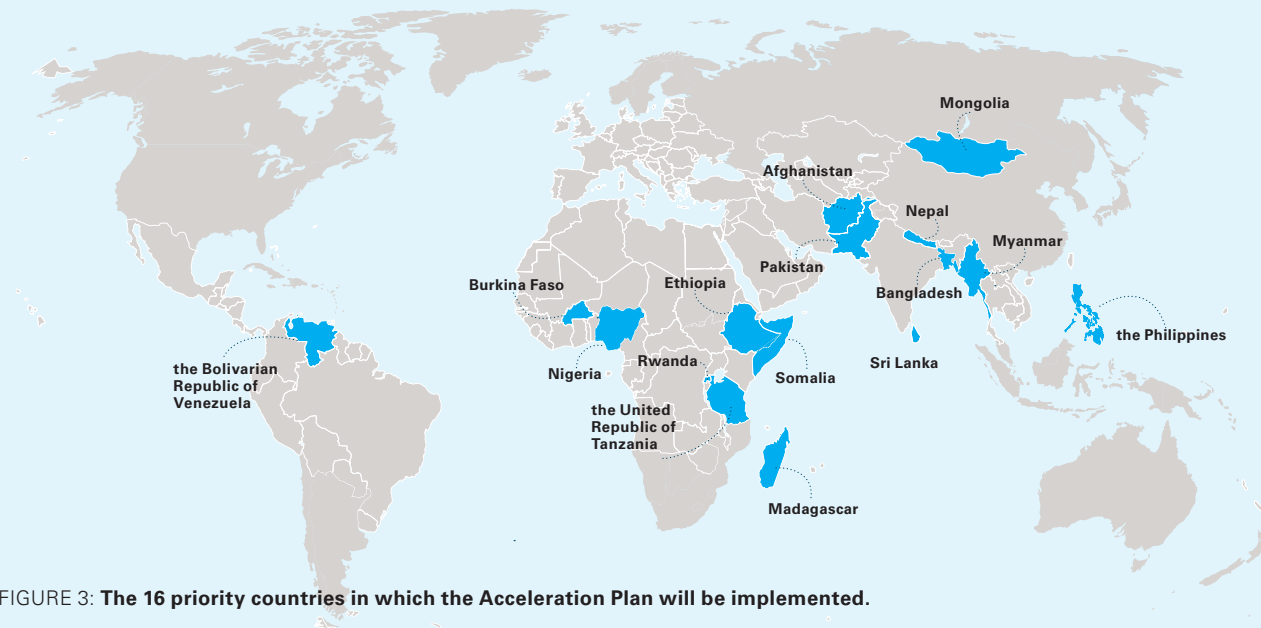 Mongolia
Afghanistan
Nepal
Myanmar
Pakistan
Burkina Faso
Ethiopia
Bangladesh
the Philippines
Rwanda
Sri Lanka
the Bolivarian
Republic of
Venezuela
Nigeria
Somalia
the United
Republic of
Tanzania
Madagascar
FIGURE 3: The 16 priority countries in which the Acceleration Plan will be implemented.